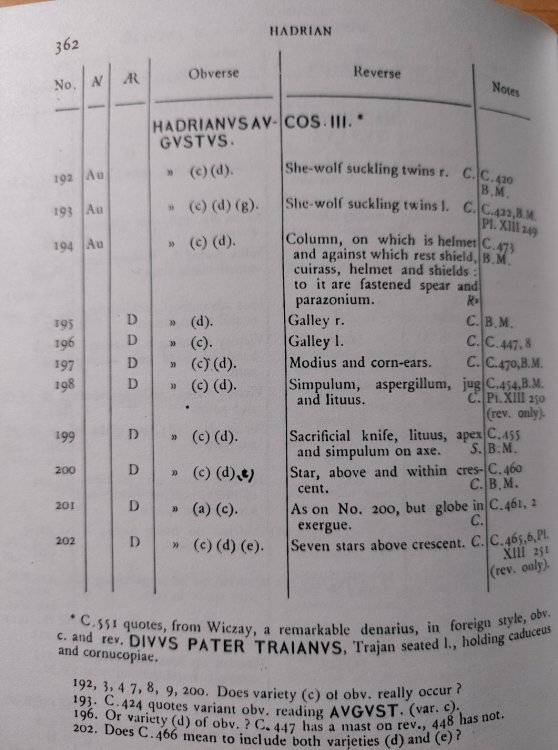 362
HADRIAN
No. A/ ÆR Obverse Reverse Notes
HADRIANVS AV- COS. III. *
GVSTVS.
192 Au » (c) (d). She-wolf suckling twins r. C. C.420
B.M.
193 Au » (c) (d) (g). She-wolf suckling twins l. C. C.422, B.M.
Pl. XIII 249
194 Au » (c) (d). Column, on which is helmet C.473
and against which rest shield, B.M.
cuirass, helmet and shields :
to it are fastened spear and
parazonium. R²
195 D » (d). Galley r. C. B.M.
196 D » (c). Galley l. C. C.447, 8
197 D » (c) (d). Modius and corn-ears. C. C.470, B.M.
198 D » (c) (d). Simpulum, aspergillum, jug C.454, B.M.
and lituus. C. Pl. XIII 250
(rev. only).
199 D » (c) (d). Sacrificial knife, lituus, apex C.455
and simpulum on axe. S. B.M.
200 D » (c) (d), e) Star, above and within cres- C.460
cent. C. B.M.
201 D » (a) (c). As on No. 200, but globe in C.461, 2
exergue. C.
202 D » (c) (d) (e). Seven stars above crescent. C. C.465,6, Pl.
XIII 251
(rev. only).
* C.551 quotes, from Wiczay, a remarkable denarius, in foreign style, obv.
c. and rev. DIVVS PATER TRAIANVS, Trajan seated l., holding caduceus
and cornucopiae.
192, 3, 4 7, 8, 9, 200. Does variety (c) of obv. really occur ?
193. C. 424 quotes variant obv. reading AVGVST. (var. c).
196. Or variety (d) of obv. ? C. 447 has a mast on rev., 448 has not.
202. Does C. 466 mean to include both varieties (d) and (e) ?